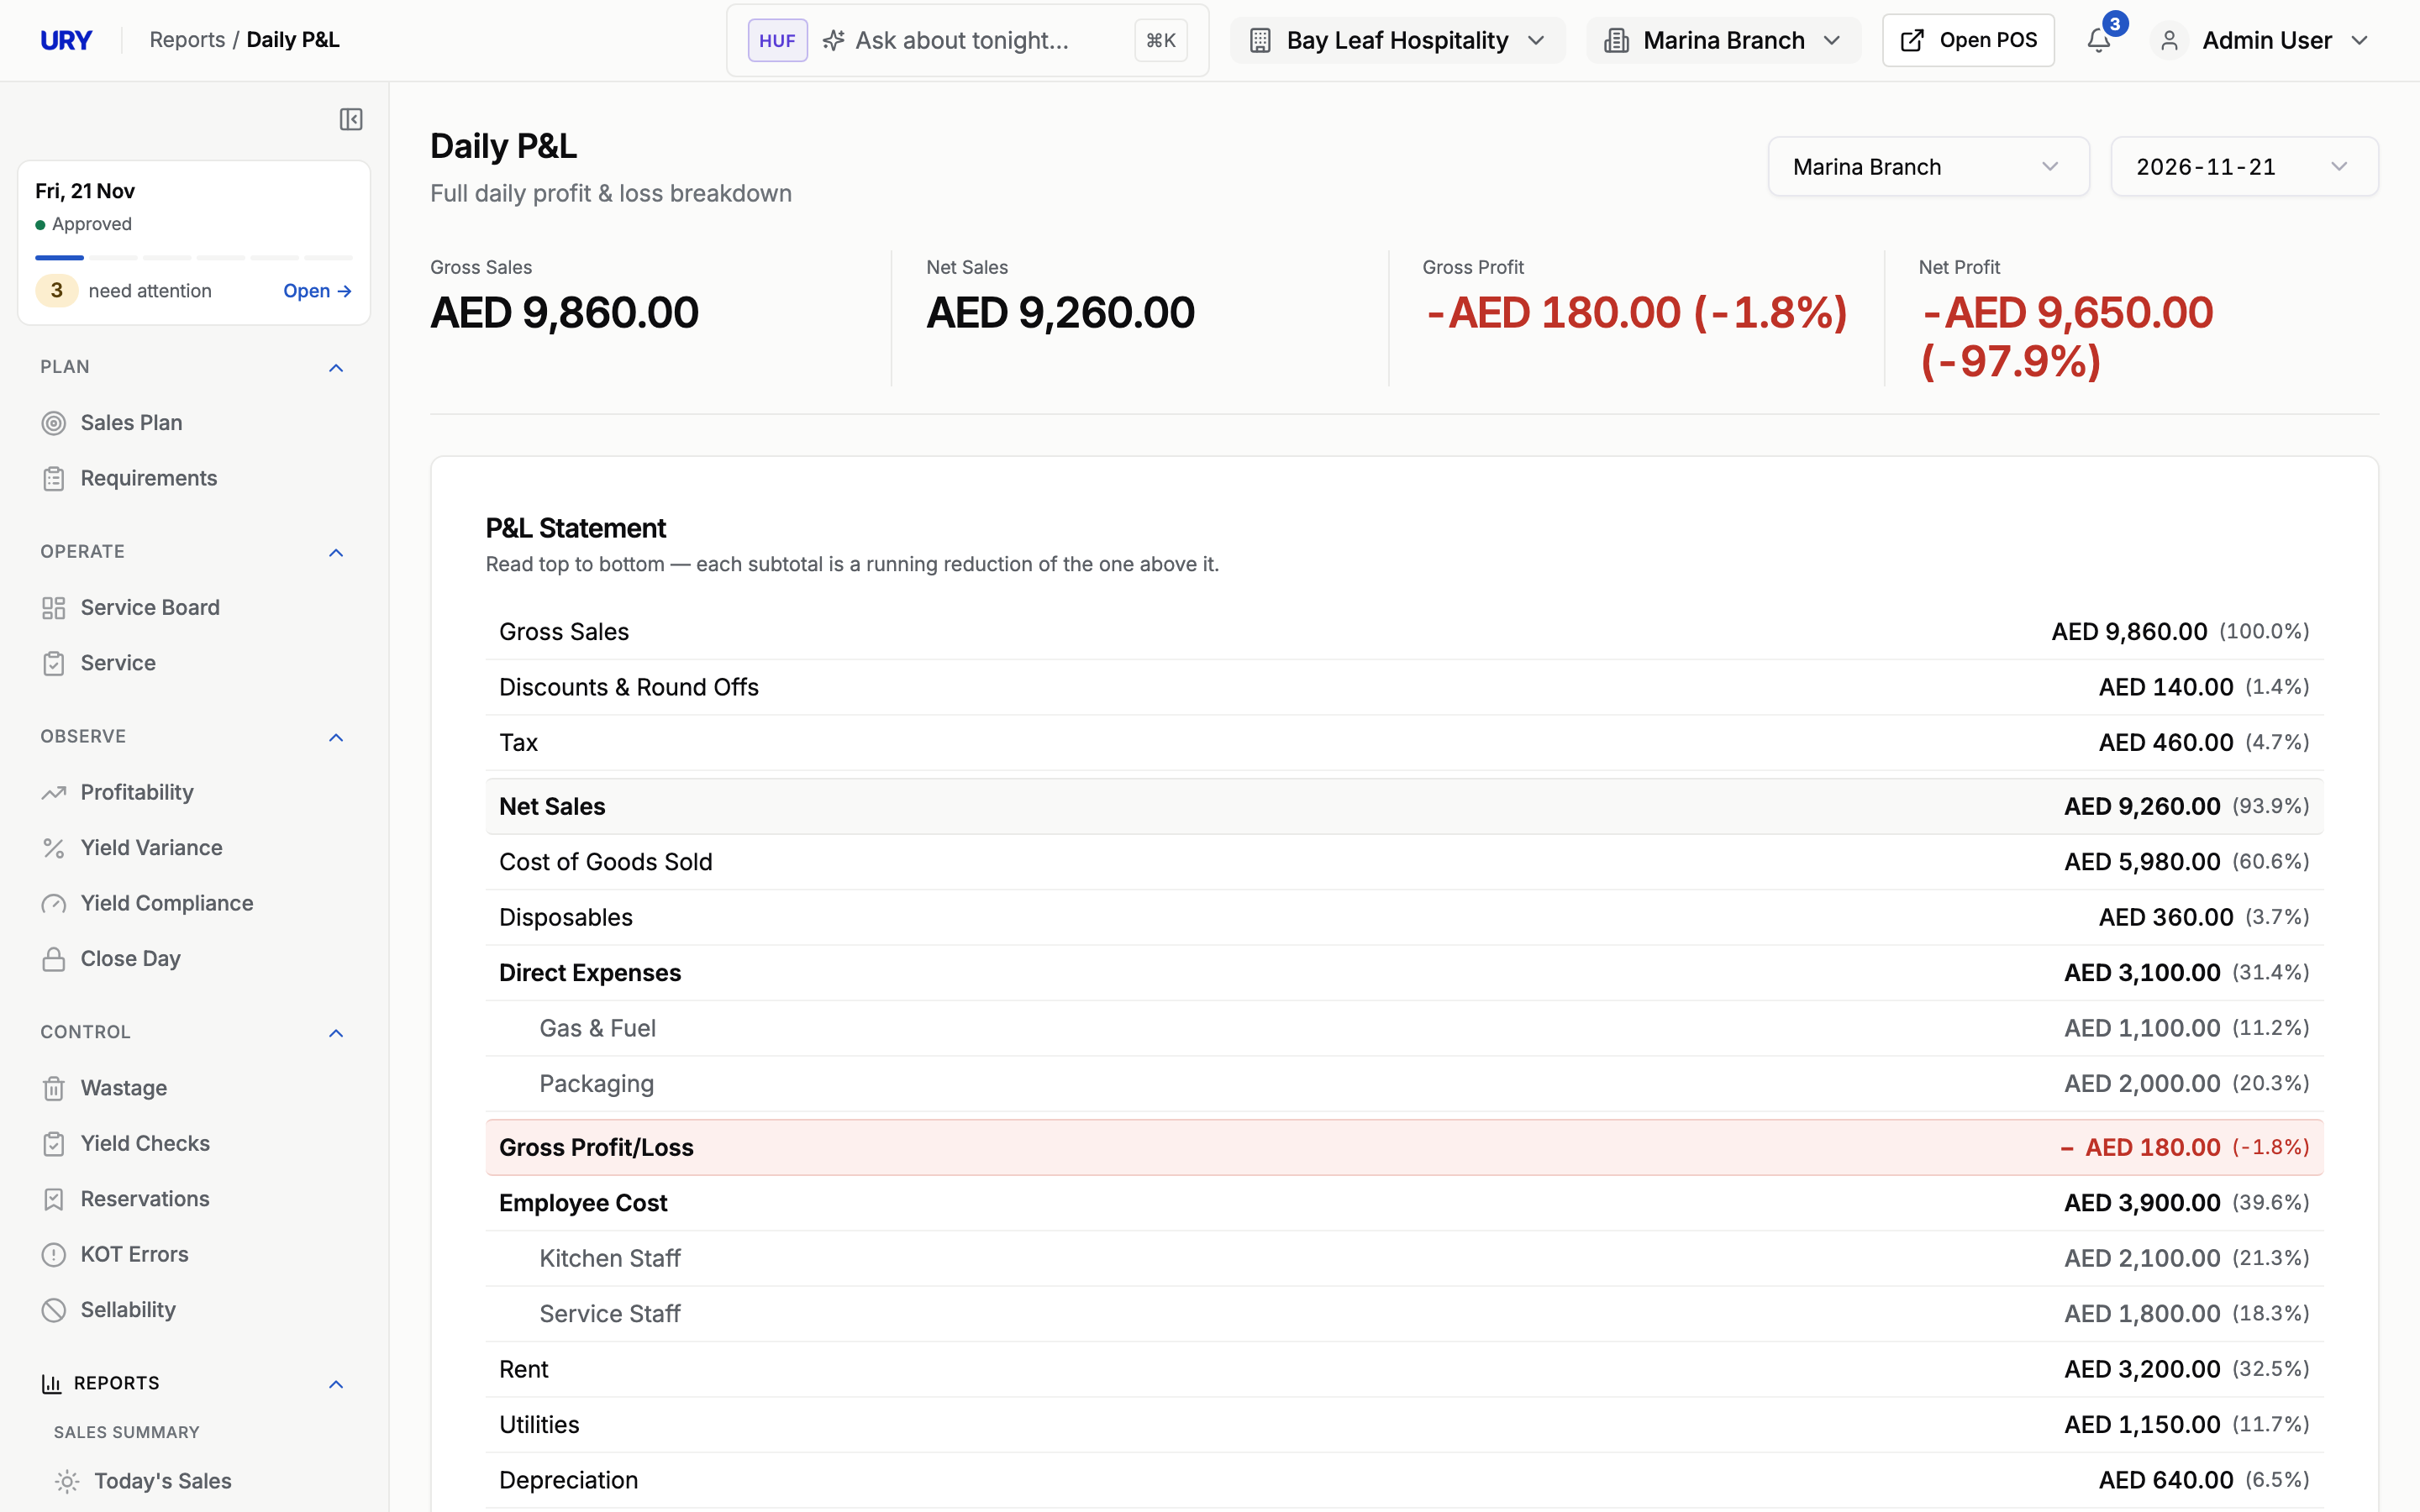 URY
Reports / Daily P&L
HUF Ask about tonight... ⌘K
Bay Leaf Hospitality
Marina Branch
Open POS
3
Admin User
Fri, 21 Nov
Approved
3 need attention Open →
PLAN
Sales Plan
Requirements
OPERATE
Service Board
Service
OBSERVE
Profitability
Yield Variance
Yield Compliance
Close Day
CONTROL
Wastage
Yield Checks
Reservations
KOT Errors
Sellability
REPORTS
SALES SUMMARY
Today's Sales
Daily P&L
Full daily profit & loss breakdown
Marina Branch
2026-11-21
Gross Sales
AED 9,860.00
Net Sales
AED 9,260.00
Gross Profit
-AED 180.00 (-1.8%)
Net Profit
-AED 9,650.00
(-97.9%)
P&L Statement
Read top to bottom — each subtotal is a running reduction of the one above it.
Gross Sales AED 9,860.00 (100.0%)
Discounts & Round Offs AED 140.00 (1.4%)
Tax AED 460.00 (4.7%)
Net Sales AED 9,260.00 (93.9%)
Cost of Goods Sold AED 5,980.00 (60.6%)
Disposables AED 360.00 (3.7%)
Direct Expenses AED 3,100.00 (31.4%)
Gas & Fuel AED 1,100.00 (11.2%)
Packaging AED 2,000.00 (20.3%)
Gross Profit/Loss – AED 180.00 (-1.8%)
Employee Cost AED 3,900.00 (39.6%)
Kitchen Staff AED 2,100.00 (21.3%)
Service Staff AED 1,800.00 (18.3%)
Rent AED 3,200.00 (32.5%)
Utilities AED 1,150.00 (11.7%)
Depreciation AED 640.00 (6.5%)